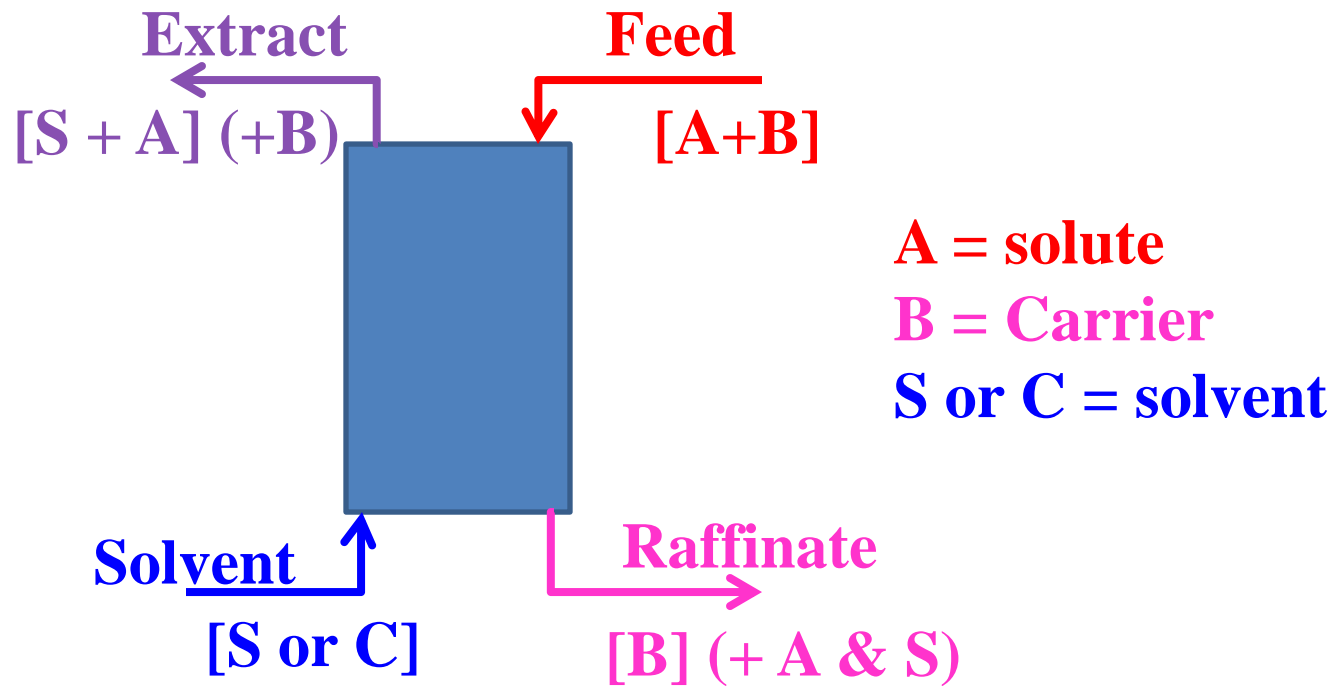 Extract
Feed
[S + A] (+B)
[A+B]
A = solute
B = Carrier
S or C = solvent
Solvent
Raffinate
[S or C]
[B] (+ A & S)